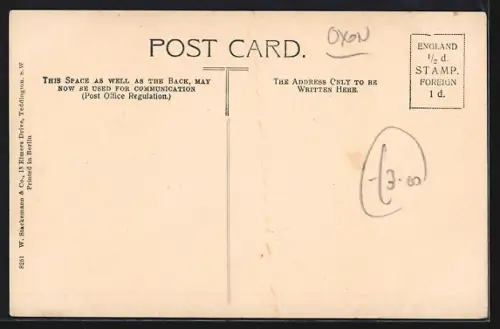 OXON
POST CARD.
ENGLAND
½ d.
STAMP.
FOREIGN
1 d.
THIS SPACE AS WELL AS THE BACK, MAY
NOW BE USED FOR COMMUNICATION
(Post Office Regulation.)
THE ADDRESS ONLY TO BE
WRITTEN HERE.
3-00
8251 W. Stackemann & Co., 13 Elmers Drive, Teddington. S.W
Printed in Berlin